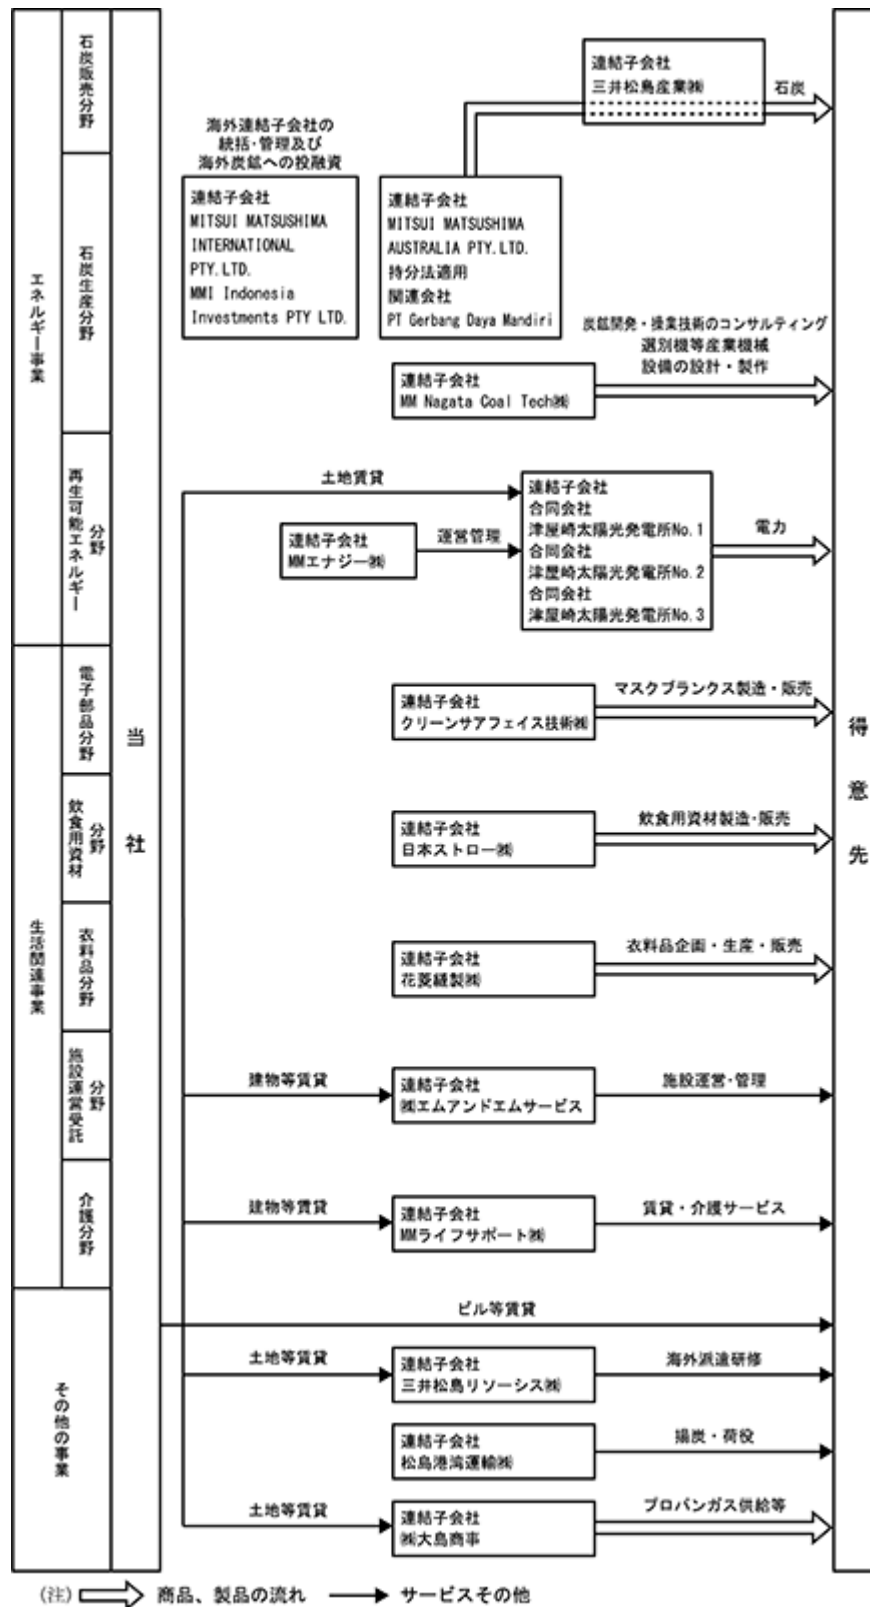 エネルギー事業
石炭販売分野
石炭生産分野
再生可能エネルギー
分野
生活関連事業
電子部品分野
飲食用資材
分野
衣料品分野
施設運営受託
分野
介護分野
その他の事業
当社
連結子会社
三井松島産業㈱
石炭
海外連結子会社の
統括・管理及び
海外炭鉱への投融資
連結子会社
MITSUI MATSUSHIMA
INTERNATIONAL
PTY.LTD.
MMI Indonesia
Investments PTY LTD.
連結子会社
MITSUI MATSUSHIMA
AUSTRALIA PTY.LTD.
持分法適用
関連会社
PT Gerbang Daya Mandiri
炭鉱開発・操業技術のコンサルティング
選別機等産業機械
設備の設計・製作
連結子会社
MM Nagata Coal Tech㈱
土地賃貸
連結子会社
MMエナジー㈱
運営管理
連結子会社
合同会社
津屋崎太陽光発電所No.1
合同会社
津屋崎太陽光発電所No.2
合同会社
津屋崎太陽光発電所No.3
電力
連結子会社
クリーンサアフェイス技術㈱
マスクブランクス製造・販売
連結子会社
日本ストロー㈱
飲食用資材製造・販売
連結子会社
花菱縫製㈱
衣料品企画・生産・販売
建物等賃貸
連結子会社
㈱エムアンドエムサービス
施設運営・管理
建物等賃貸
連結子会社
MMライフサポート㈱
賃貸・介護サービス
ビル等賃貸
土地等賃貸
連結子会社
三井松島リソーシス㈱
海外派遣研修
連結子会社
松島港湾運輸㈱
揚炭・荷役
土地等賃貸
連結子会社
㈱大島商事
プロパンガス供給等
得意先
(注) 商品、製品の流れ サービスその他